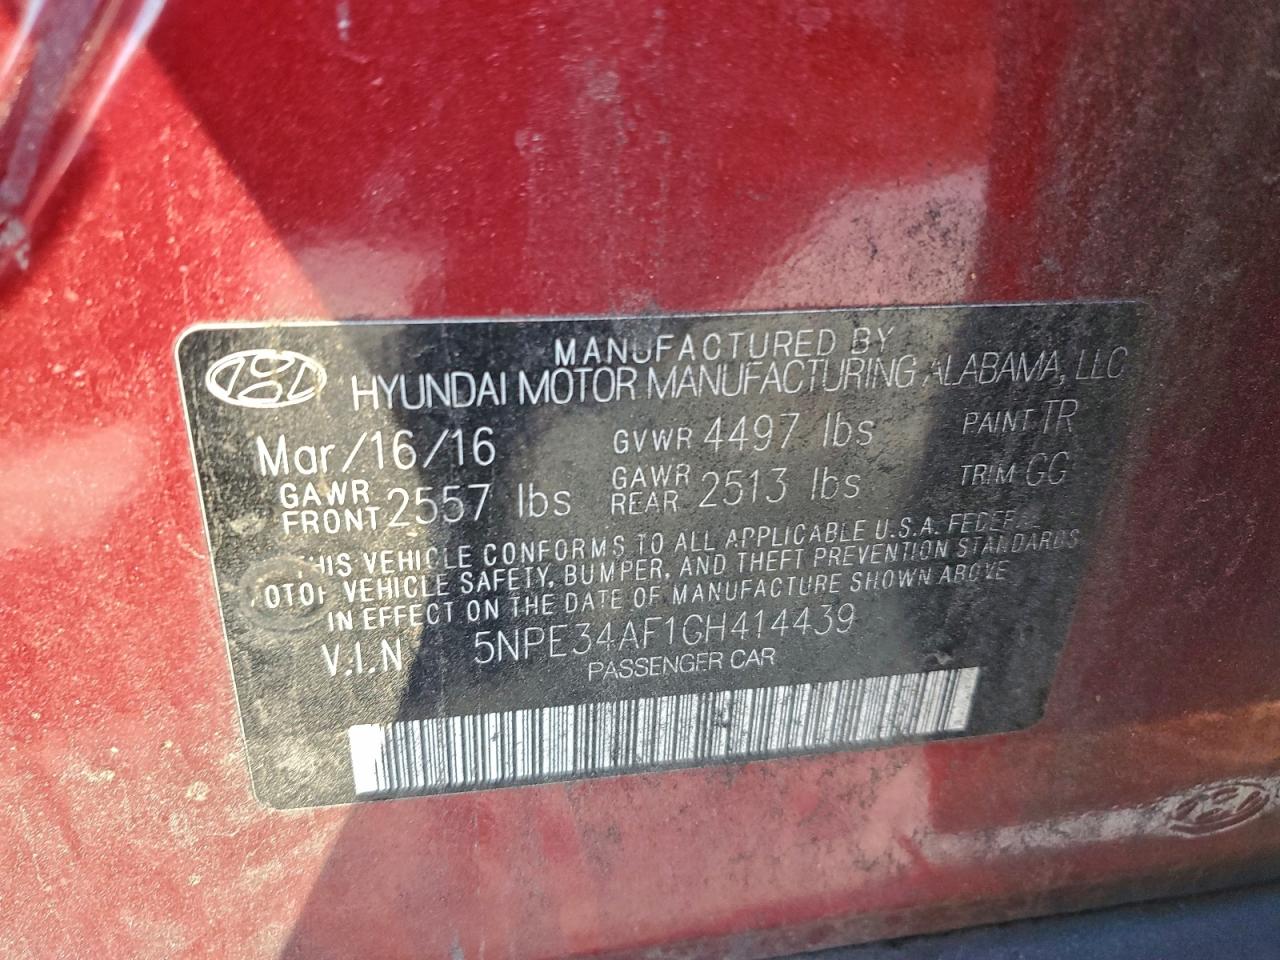 MANUFACTURED BY
HYUNDAI MOTOR MANUFACTURING ALABAMA, LLC
Mar/16/16 GVWR 4497 lbs PAINT TR
GAWR FRONT 2557 lbs GAWR REAR 2513 lbs TRIM GG
VEHICLE CONFORMS TO ALL APPLICABLE U.S.A.
VEHICLE SAFETY, BUMPER, AND THEFT PREVENTION STANDARDS
IN EFFECT ON THE DATE OF MANUFACTURE SHOWN ABOVE
V.I.N 5NPE34AF1GH414439
PASSENGER CAR